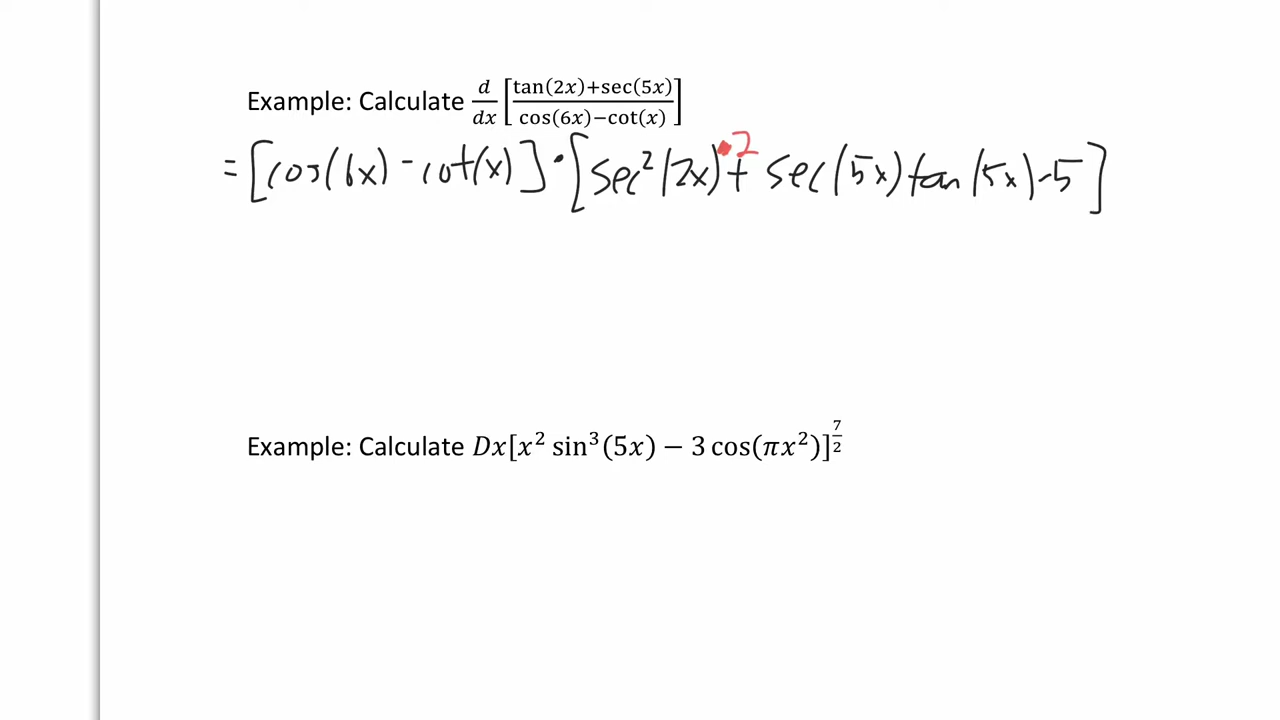 Example: Calculate d/dx [tan(2x)+sec(5x) / cos(6x)−cot(x)]
= [cos(6x) - cot(x)] · [sec²(2x) · 2 + sec(5x) tan(5x) · 5]
Example: Calculate Dx[x² sin³(5x) − 3 cos(πx²)]^(7/2)